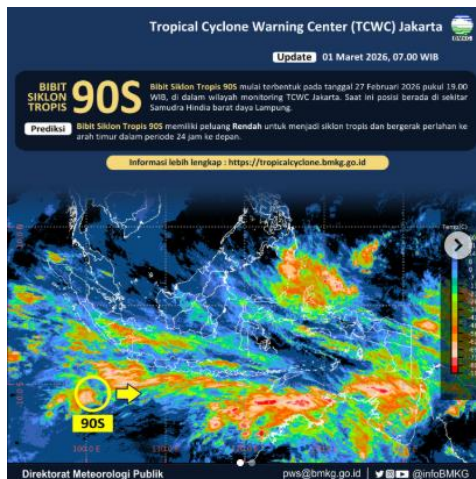 Tropical Cyclone Warning Center (TCWC) Jakarta
BMKG
Update 01 Maret 2026, 07.00 WIB
BIBIT SIKLON TROPIS 90S
Bibit Siklon Tropis 90S mulai terbentuk pada tanggal 27 Februari 2026 pukul 19.00
WIB, di dalam wilayah monitoring TCWC Jakarta. Saat ini posisi berada di sekitar
Samudra Hindia barat daya Lampung.
Prediksi
Bibit Siklon Tropis 90S memiliki peluang Rendah untuk menjadi siklon tropis dan bergerak perlahan ke
arah timur dalam periode 24 jam ke depan.
Informasi lebih lengkap : https://tropicalcyclone.bmkg.go.id
90S
Direktorat Meteorologi Publik
pws@bmkg.go.id
@infoBMKG